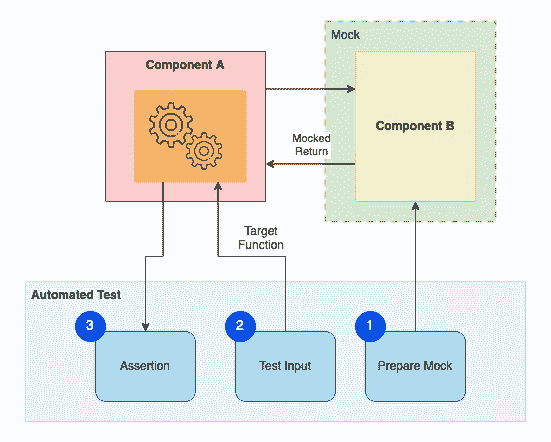 Mock
Component A
Component B
Mocked
Return
Target
Function
Automated Test
3
2
1
Assertion
Test Input
Prepare Mock